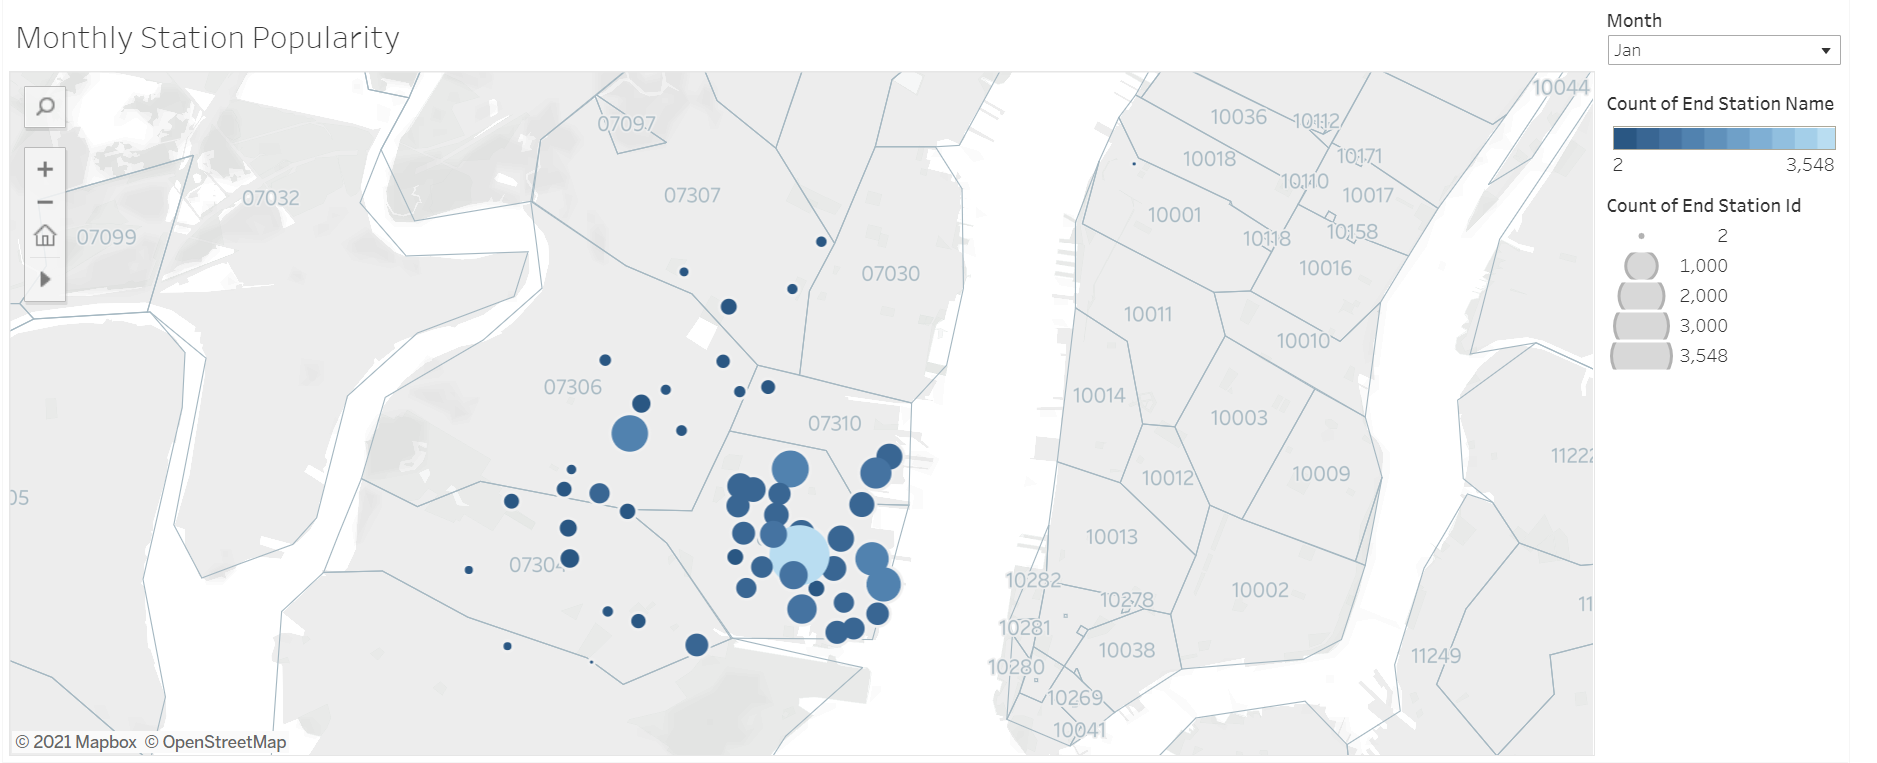 Monthly Station Popularity
Month
Jan
Count of End Station Name
2 3,548
Count of End Station Id
2
1,000
2,000
3,000
3,548
10044
07097
10036 10112
10018 10171
07032 07307 10110 10017
07099 10001 10118 10158
07030 10016
10011
10010
07306 10014
07310 10003
11222
05 10012 10009
10013
07304
10282 10002
10278
11
10281
10038 11249
10280
10269
10041
© 2021 Mapbox © OpenStreetMap